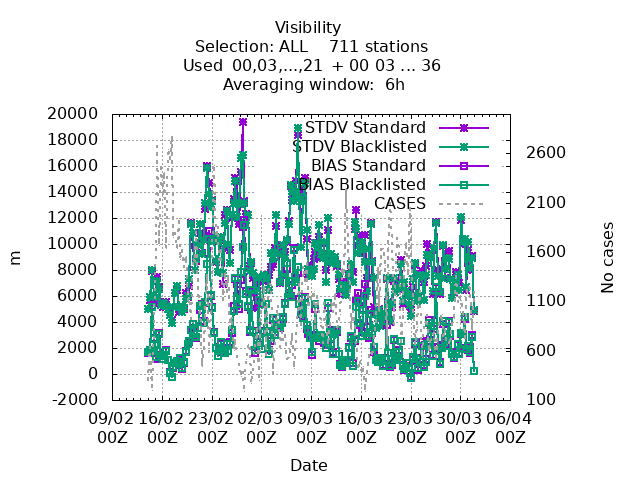 Visibility
Selection: ALL 711 stations
Used 00,03,...,21 + 00 03 ... 36
Averaging window: 6h
20000
18000
16000
14000
12000
10000
8000
6000
4000
2000
0
-2000
m
STDV Standard
STDV Blacklisted
BIAS Standard
BIAS Blacklisted
CASES
2600
2100
1600
1100
600
100
No cases
09/02 16/02 23/02 02/03 09/03 16/03 23/03 30/03 06/04
00Z 00Z 00Z 00Z 00Z 00Z 00Z 00Z 00Z
Date